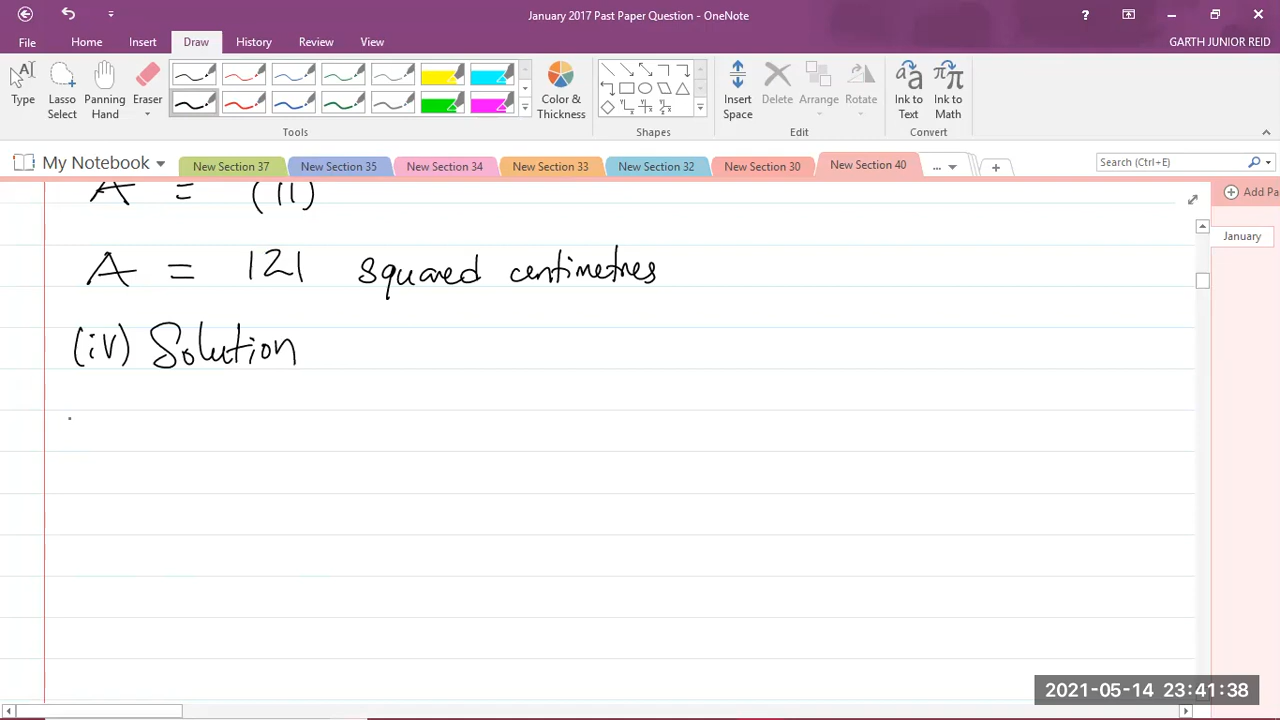 January 2017 Past Paper Question - OneNote
File Home Insert Draw History Review View GARTH JUNIOR REID
Type Lasso Select Panning Hand Eraser Color & Thickness Insert Space Delete Arrange Rotate Ink to Text Ink to Math
Tools Shapes Edit Convert
My Notebook New Section 37 New Section 35 New Section 34 New Section 33 New Section 32 New Section 30 New Section 40 ... Search (Ctrl+E)
Add Pa
January
A = (11)
A = 121 squared centimetres
(iv) Solution
2021-05-14 23:41:38